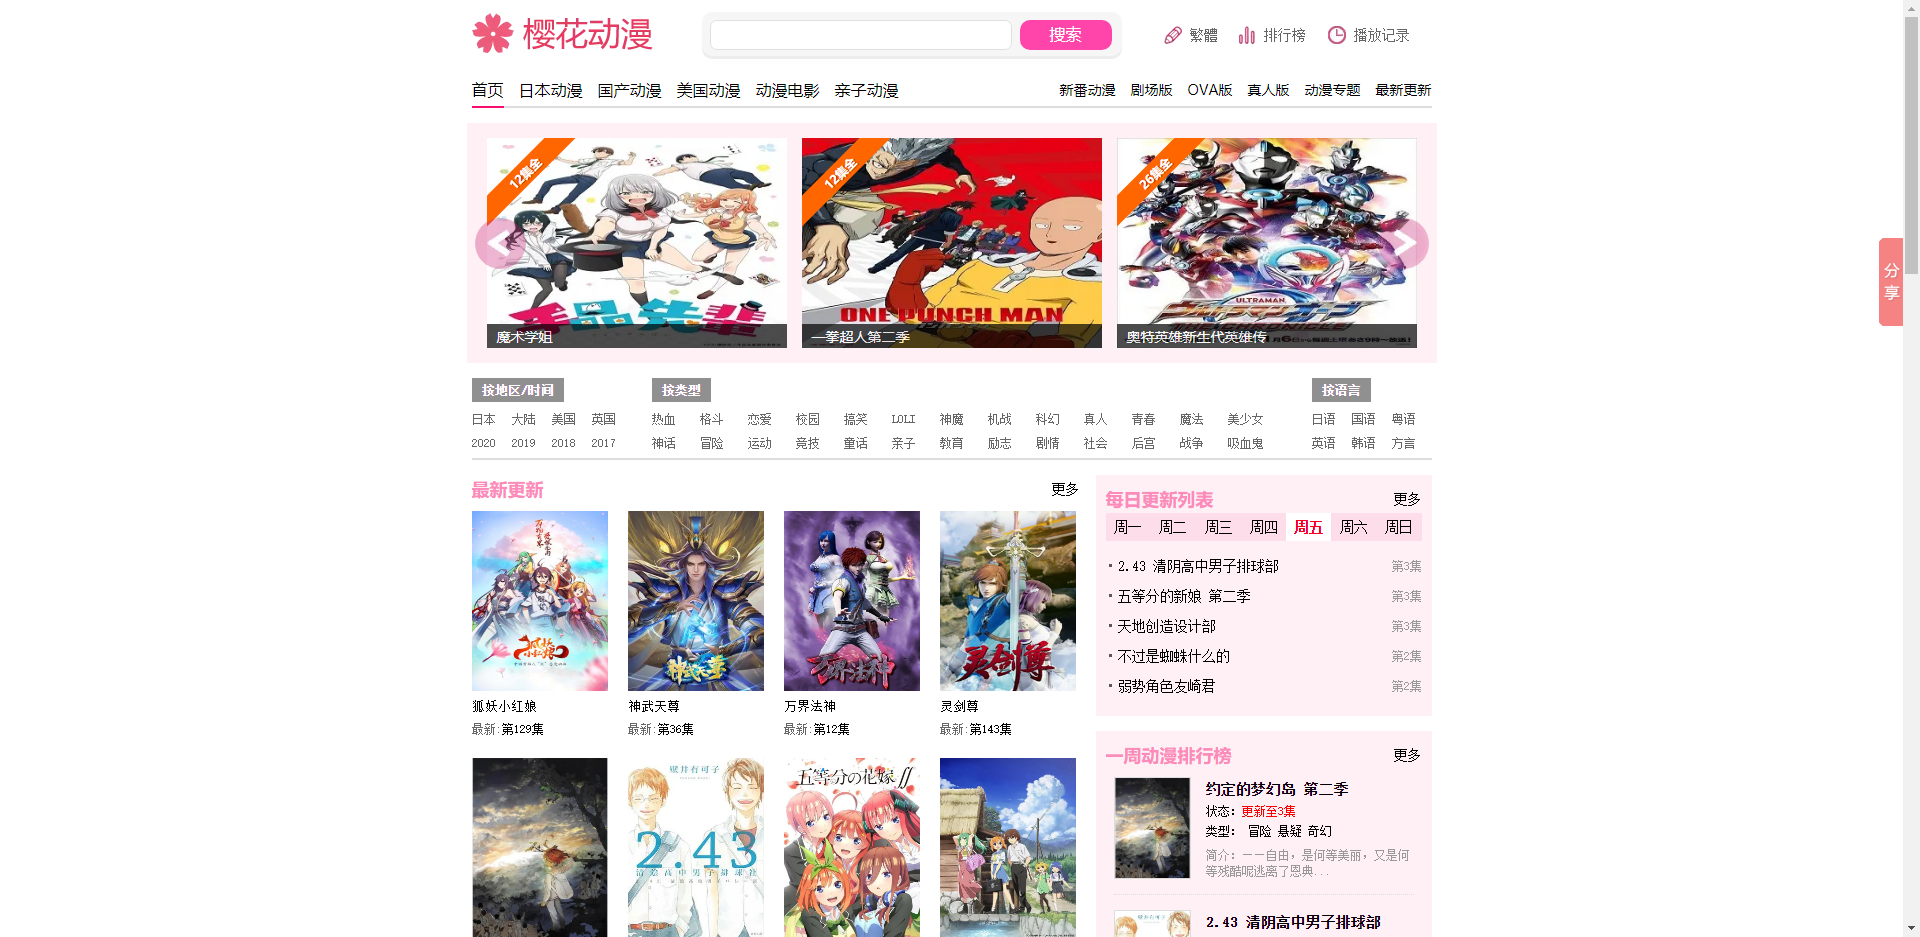 樱花动漫
搜索
繁體 排行榜 播放记录
首页 日本动漫 国产动漫 美国动漫 动漫电影 亲子动漫 新番动漫 剧场版 OVA版 真人版 动漫专题 最新更新
12集全 12集全 26集全
手品先輩
ONE PUNCH MAN
ULTRAMAN
魔术学姐 一拳超人第二季 奥特英雄新生代英雄传
分享
按地区/时间 按类型 按语言
日本 大陆 美国 英国 热血 格斗 恋爱 校园 搞笑 LOLI 神魔 机战 科幻 真人 青春 魔法 美少女 日语 国语 粤语
2020 2019 2018 2017 神话 冒险 运动 竞技 童话 亲子 教育 励志 剧情 社会 后宫 战争 吸血鬼 英语 韩语 方言
最新更新 更多
神武天尊
万界法神
灵剑尊
狐妖小红娘 神武天尊 万界法神 灵剑尊
最新:第129集 最新:第36集 最新:第12集 最新:第143集
壁井有可子
2.43
五等分の花嫁∬
每日更新列表 更多
周一 周二 周三 周四 周五 周六 周日
2.43 清阴高中男子排球部 第3集
五等分的新娘 第二季 第3集
天地创造设计部 第3集
不过是蜘蛛什么的 第2集
弱势角色友崎君 第2集
一周动漫排行榜 更多
约定的梦幻岛 第二季
状态: 更新至3集
类型: 冒险 悬疑 奇幻
简介: ——自由，是何等美丽，又是何
等残酷呢逃离了恩典...
2.43 清阴高中男子排球部